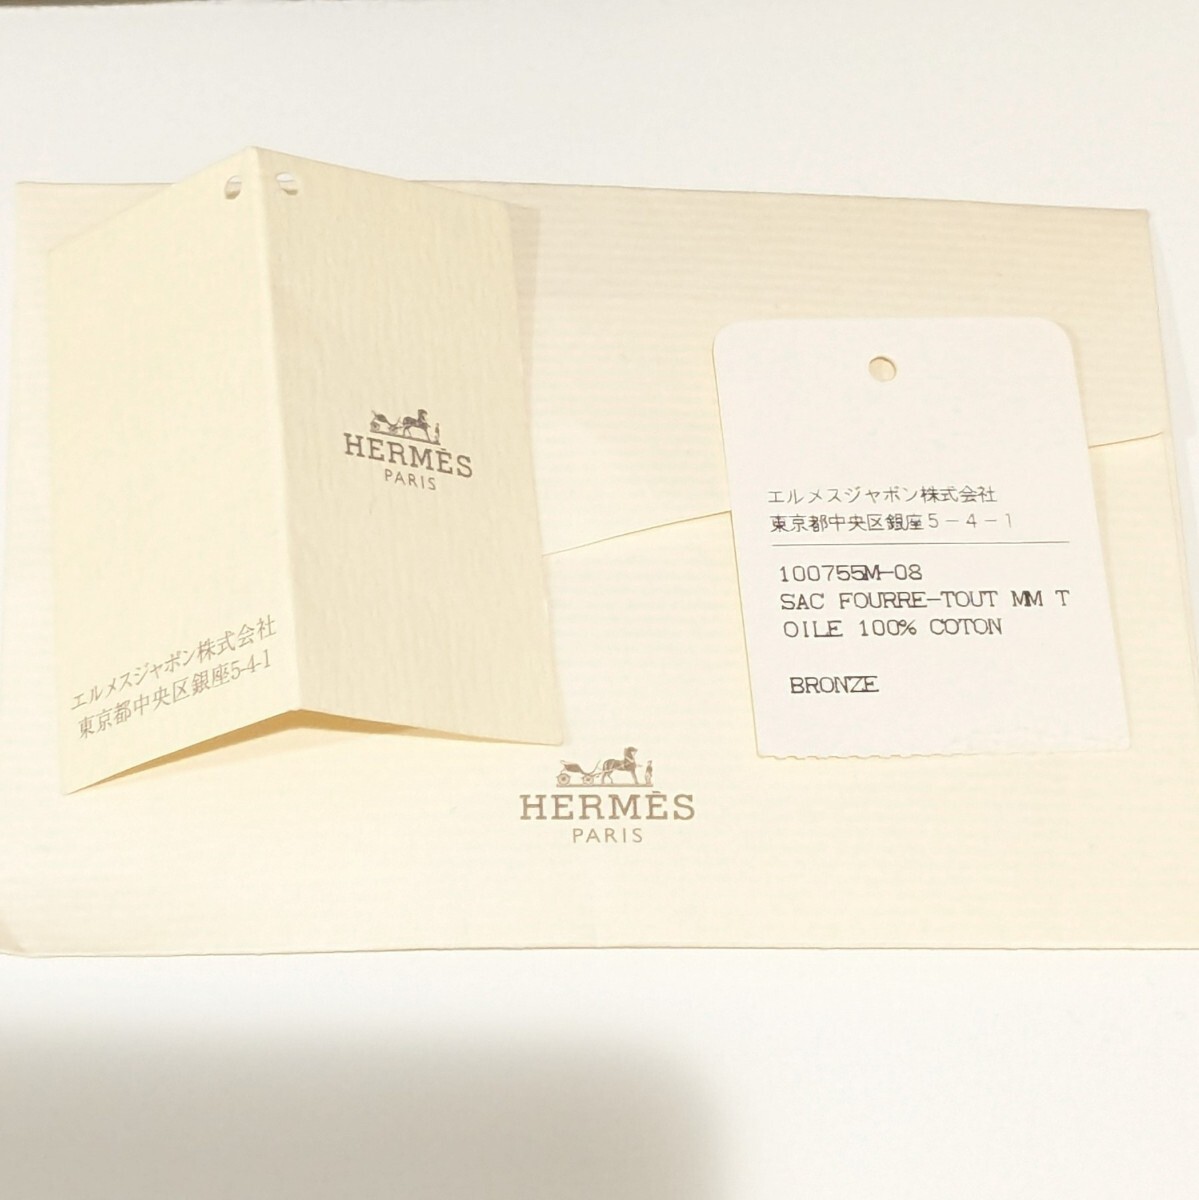 HERMÈS
PARIS
エルメスジャポン株式会社
東京都中央区銀座5-4-1
エルメスジャポン株式会社
東京都中央区銀座5-4-1
100755M-08
SAC FOURRE-TOUT MM T
OILE 100% COTON
BRONZE
HERMÈS
PARIS